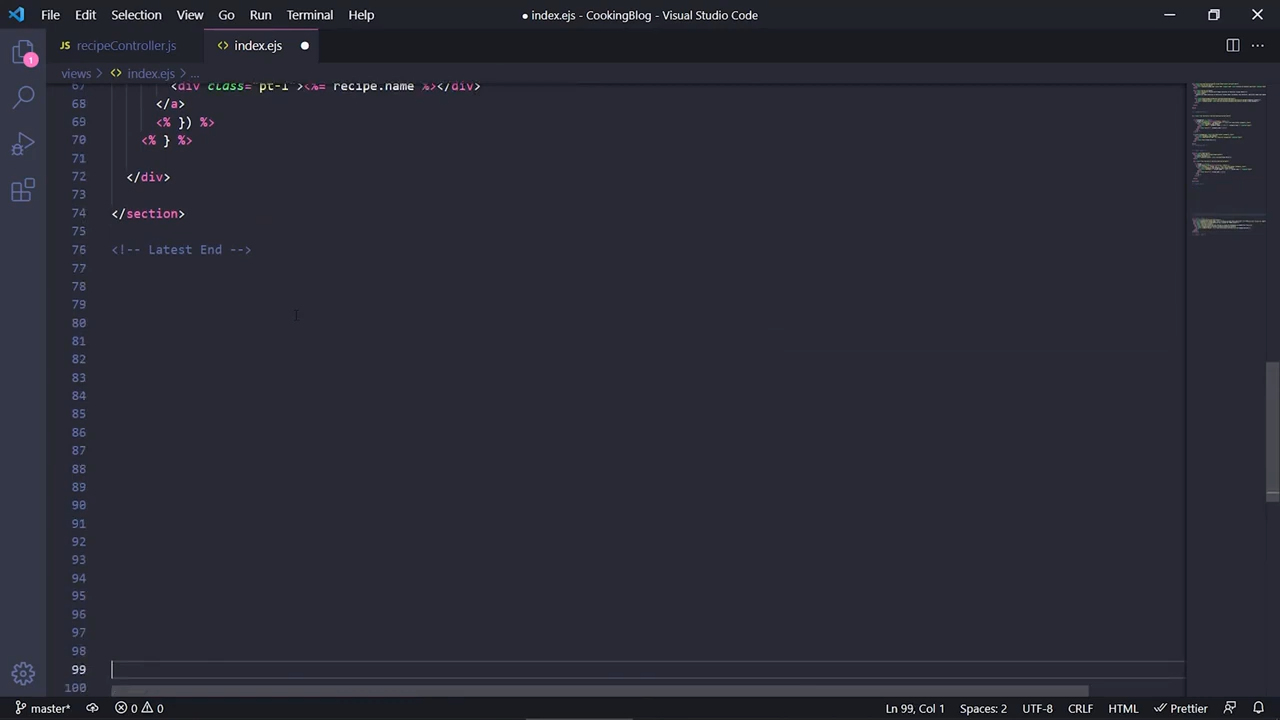 File Edit Selection View Go Run Terminal Help
● index.ejs - CookingBlog - Visual Studio Code
JS recipeController.js
<> index.ejs ●
views > <> index.ejs > ...
1
67 <div class="pt-1"><%= recipe.name %></div>
68 </a>
69 <% }) %>
70 <% } %>
71
72 </div>
73
74 </section>
75
76 <!-- Latest End -->
77
78
79
80
81
82
83
84
85
86
87
88
89
90
91
92
93
94
95
96
97
98
99
100
master* 0 0 Ln 99, Col 1 Spaces: 2 UTF-8 CRLF HTML Prettier